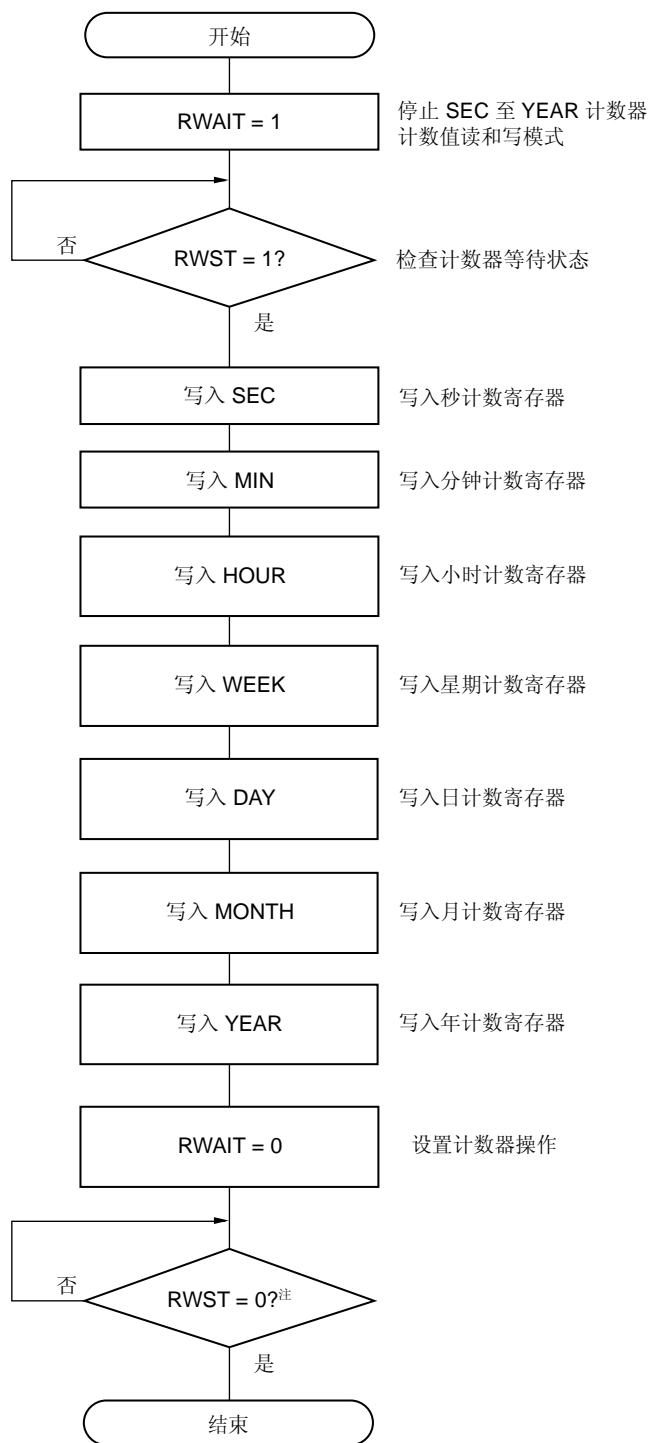 开始
RWAIT = 1
停止 SEC 至 YEAR 计数器
计数值读和写模式
否
RWST = 1?
检查计数器等待状态
是
写入 SEC
写入秒计数寄存器
写入 MIN
写入分钟计数寄存器
写入 HOUR
写入小时计数寄存器
写入 WEEK
写入星期计数寄存器
写入 DAY
写入日计数寄存器
写入 MONTH
写入月计数寄存器
写入 YEAR
写入年计数寄存器
RWAIT = 0
设置计数器操作
否
RWST = 0?注
是
结束